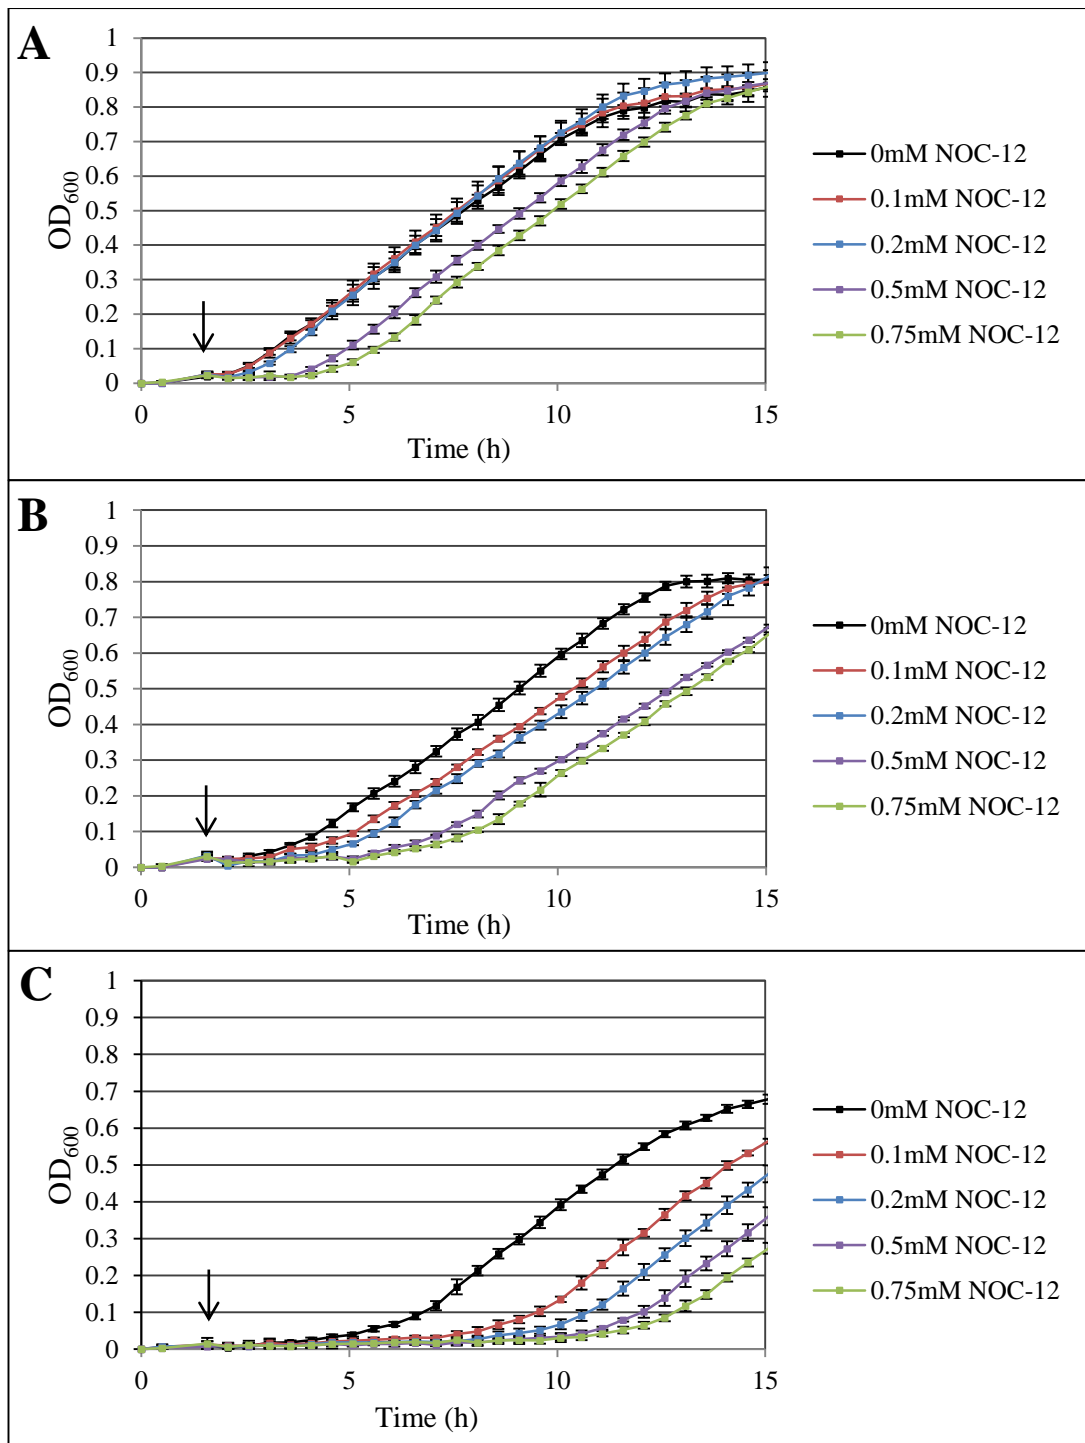 A
1
0.9
0.8
0.7
0.6
0.5
0.4
0.3
0.2
0.1
0
OD600
0 5 10 15
Time (h)
0mM NOC-12
0.1mM NOC-12
0.2mM NOC-12
0.5mM NOC-12
0.75mM NOC-12
B
1
0.9
0.8
0.7
0.6
0.5
0.4
0.3
0.2
0.1
0
OD600
0 5 10 15
Time (h)
0mM NOC-12
0.1mM NOC-12
0.2mM NOC-12
0.5mM NOC-12
0.75mM NOC-12
C
1
0.9
0.8
0.7
0.6
0.5
0.4
0.3
0.2
0.1
0
OD600
0 5 10 15
Time (h)
0mM NOC-12
0.1mM NOC-12
0.2mM NOC-12
0.5mM NOC-12
0.75mM NOC-12